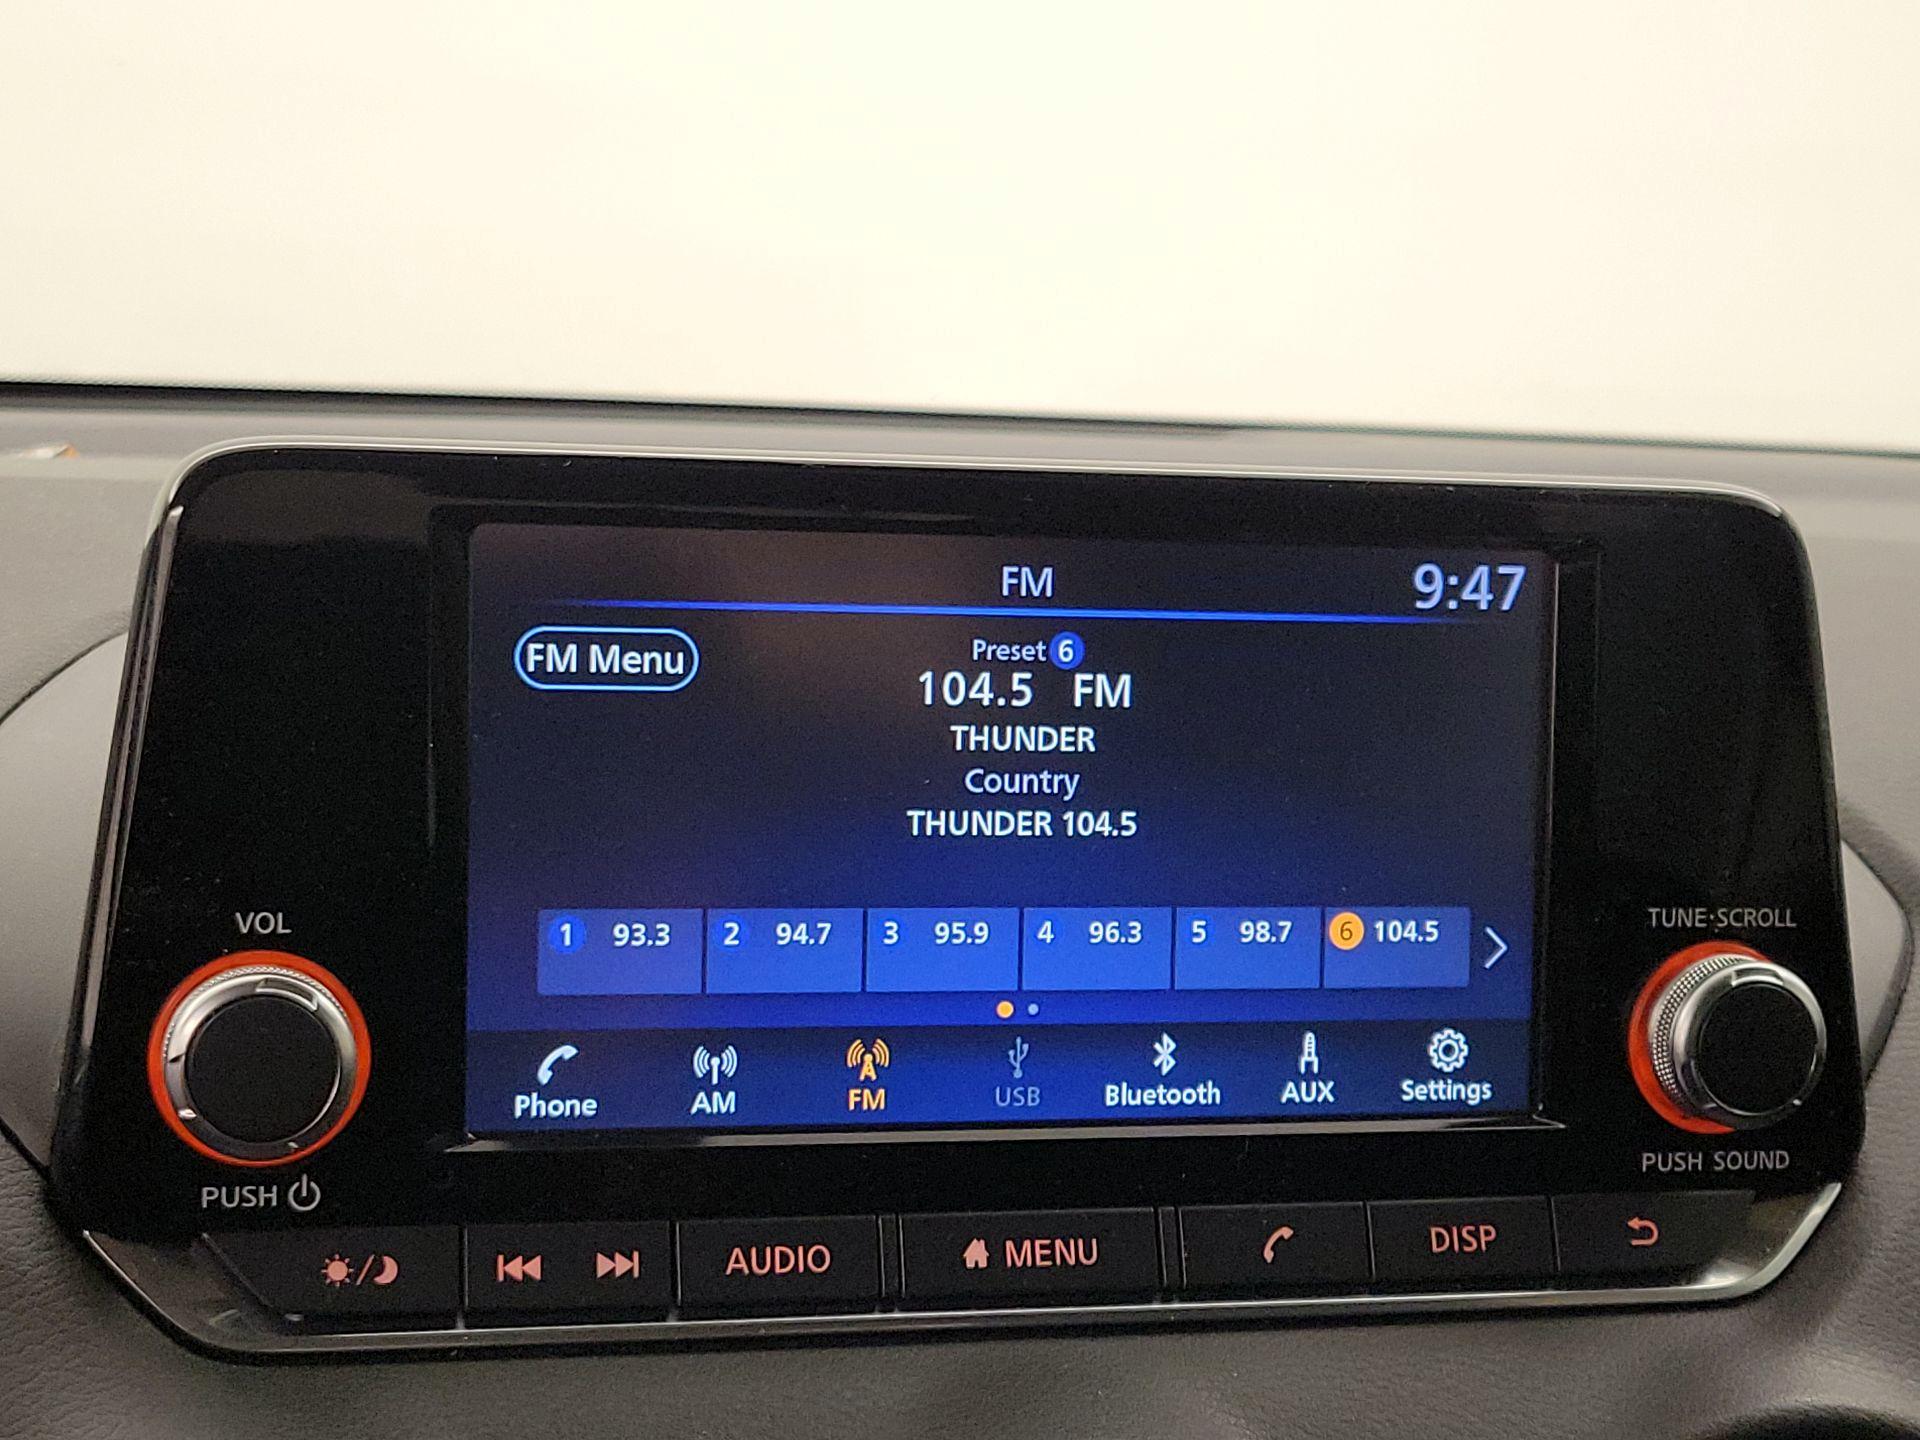 FM 9:47
FM Menu
Preset 6
104.5 FM
THUNDER
Country
THUNDER 104.5
1 93.3 2 94.7 3 95.9 4 96.3 5 98.7 6 104.5
Phone AM FM USB Bluetooth AUX Settings
VOL
PUSH
TUNE·SCROLL
PUSH SOUND
AUDIO MENU DISP